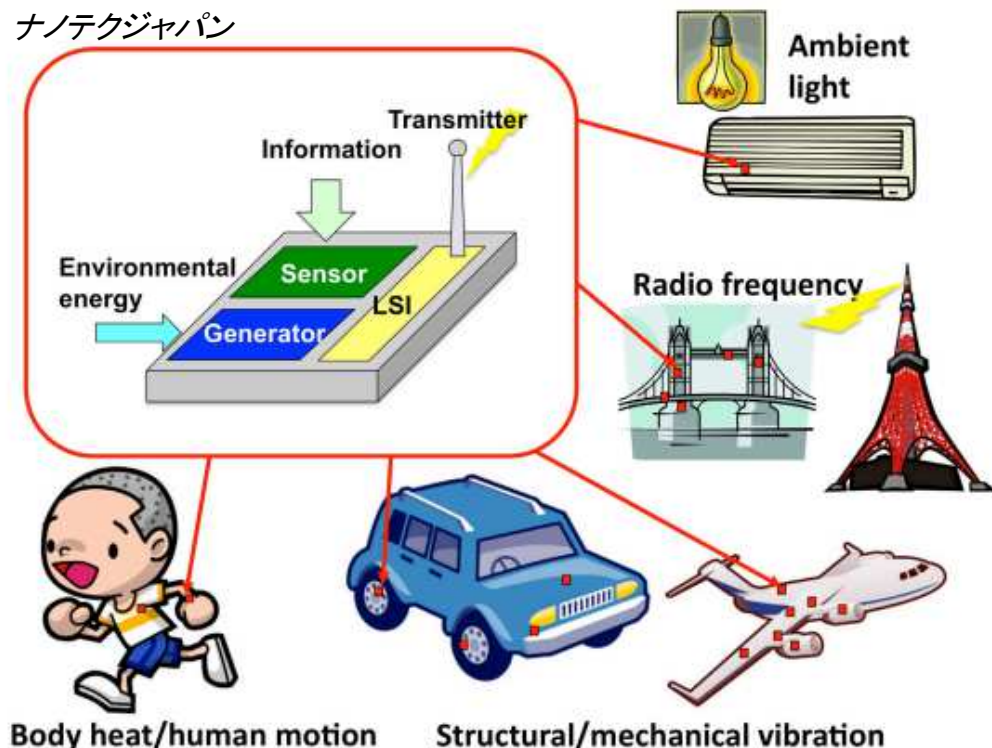 ナノテクジャパン
Ambient
light
Transmitter
Information
Environmental
energy
Sensor
LSI
Generator
Radio frequency
Body heat/human motion
Structural/mechanical vibration